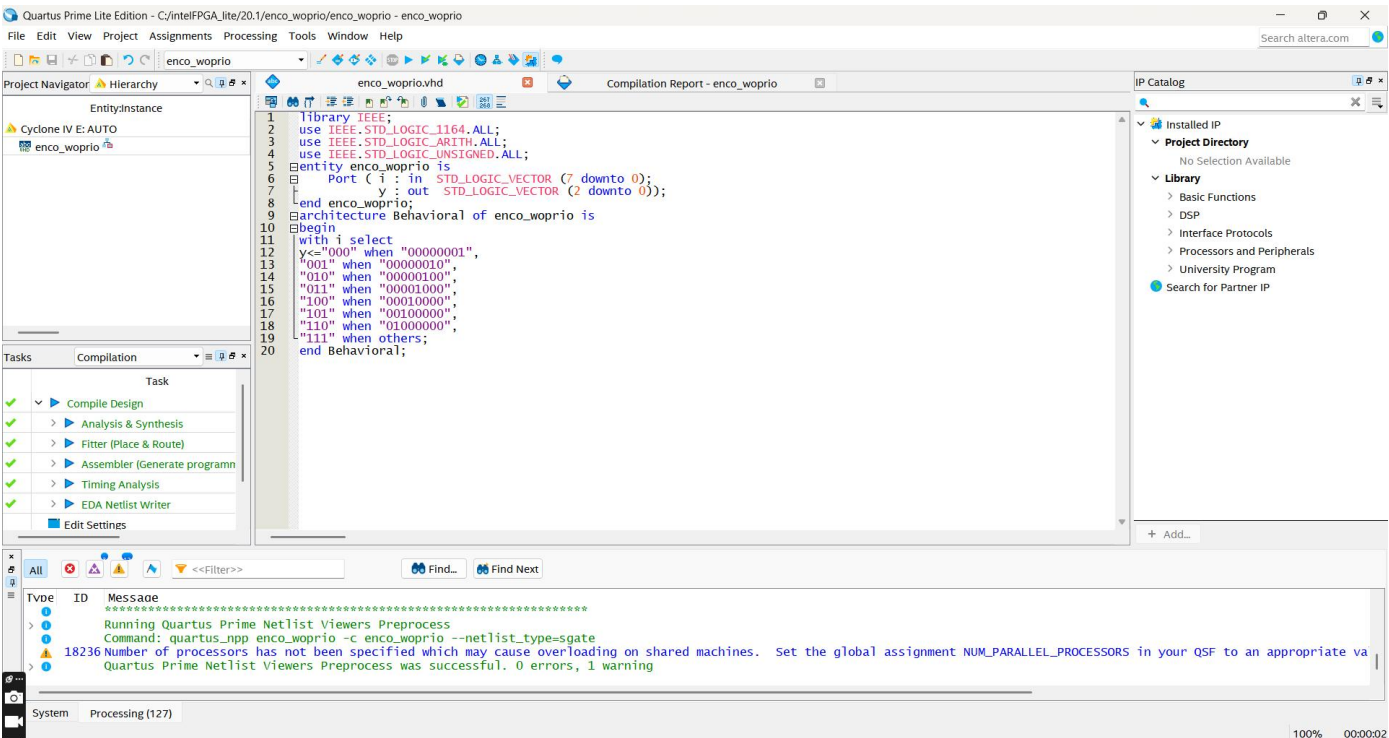 Quartus Prime Lite Edition - C:/intelFPGA_lite/20.1/enco_woprio/enco_woprio - enco_woprio
File Edit View Project Assignments Processing Tools Window Help
Search altera.com
enco_woprio
Project Navigator Hierarchy
Entity:Instance
Cyclone IV E: AUTO
enco_woprio
Tasks Compilation
Task
Compile Design
Analysis & Synthesis
Fitter (Place & Route)
Assembler (Generate programm
Timing Analysis
EDA Netlist Writer
Edit Settings
enco_woprio.vhd
Compilation Report - enco_woprio
267
268
1 library IEEE;
2 use IEEE.STD_LOGIC_1164.ALL;
3 use IEEE.STD_LOGIC_ARITH.ALL;
4 use IEEE.STD_LOGIC_UNSIGNED.ALL;
5 entity enco_woprio is
6 Port ( i : in STD_LOGIC_VECTOR (7 downto 0);
7 y : out STD_LOGIC_VECTOR (2 downto 0));
8 end enco_woprio;
9 architecture Behavioral of enco_woprio is
10 begin
11 with i select
12 y<="000" when "00000001",
13 "001" when "00000010",
14 "010" when "00000100",
15 "011" when "00001000",
16 "100" when "00010000",
17 "101" when "00100000",
18 "110" when "01000000",
19 "111" when others;
20 end Behavioral;
IP Catalog
Installed IP
Project Directory
No Selection Available
Library
Basic Functions
DSP
Interface Protocols
Processors and Peripherals
University Program
Search for Partner IP
+ Add...
All <<Filter>> Find... Find Next
Type ID Message
*******************************************************************
Running Quartus Prime Netlist Viewers Preprocess
Command: quartus_npp enco_woprio -c enco_woprio --netlist_type=sgate
18236 Number of processors has not been specified which may cause overloading on shared machines. Set the global assignment NUM_PARALLEL_PROCESSORS in your QSF to an appropriate va
Quartus Prime Netlist Viewers Preprocess was successful. 0 errors, 1 warning
System Processing (127)
100% 00:00:02